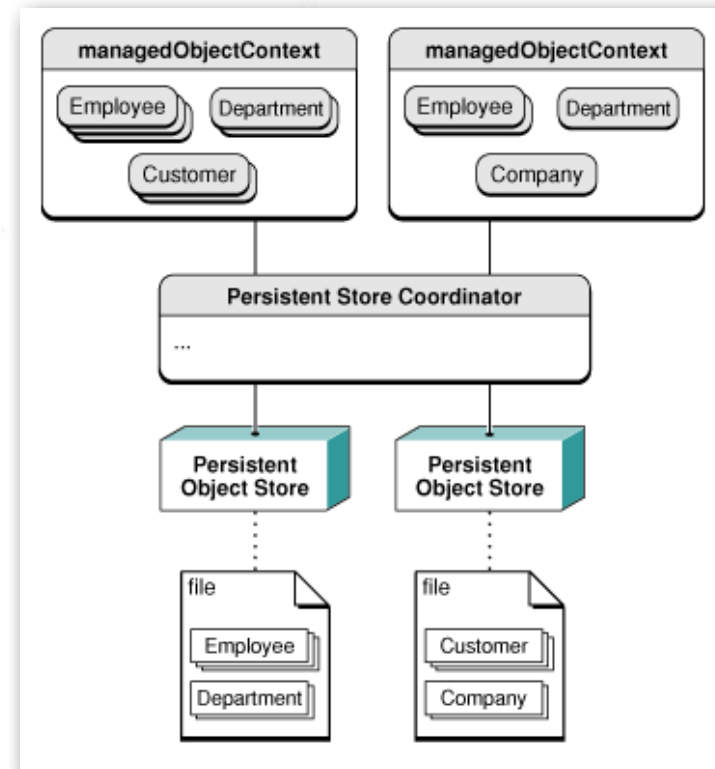 managedObjectContext
Employee
Department
Customer
managedObjectContext
Employee
Department
Company
Persistent Store Coordinator
...
Persistent
Object Store
Persistent
Object Store
file
Employee
Department
file
Customer
Company